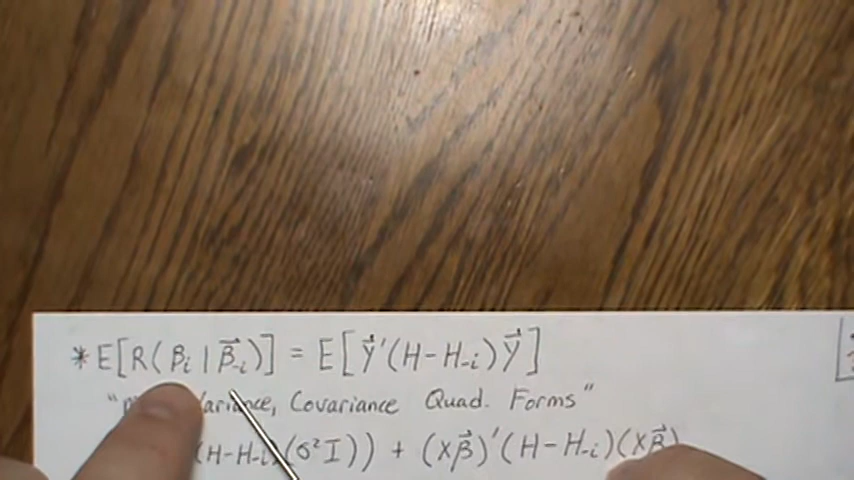 * E[R(βi | β⃗-i)] = E[Y⃗'(H-H-i)Y⃗]
Variance, Covariance Quad. Forms"
(H-H-i)(σ²I)) + (Xβ⃗)'(H-H-i)(Xβ⃗)